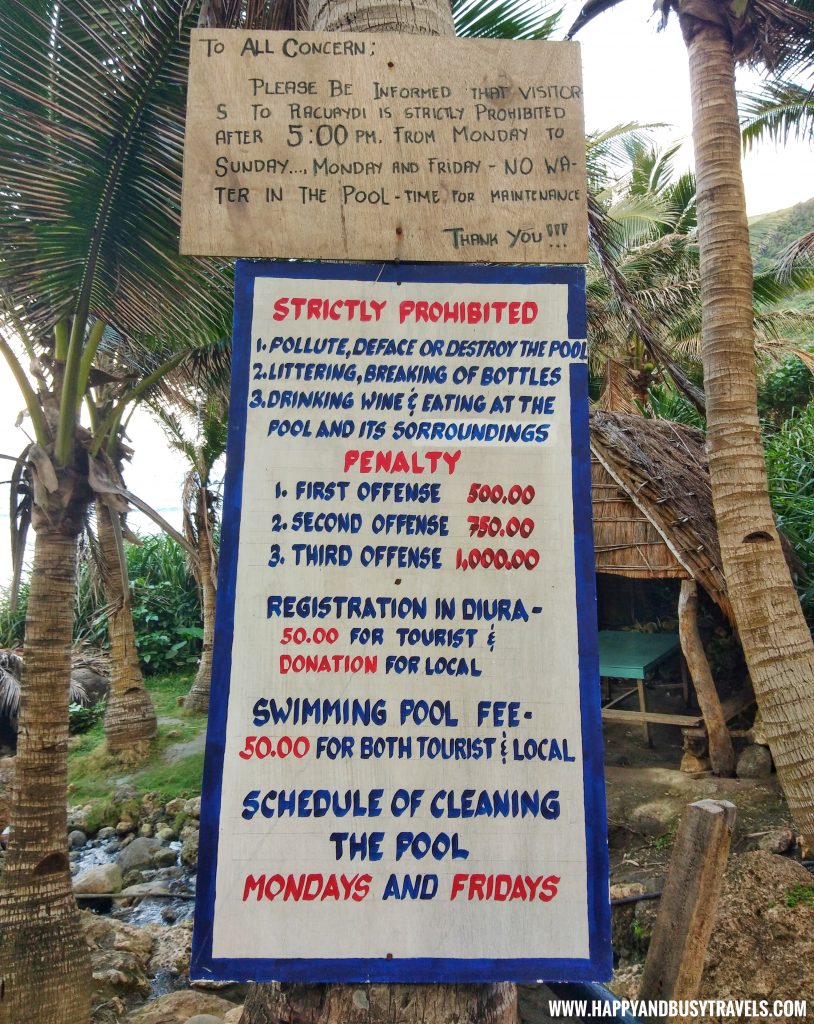 TO ALL CONCERN;
PLEASE BE INFORMED THAT VISITOR
S TO RACUAYDI IS STRICTLY PROHIBITED
AFTER 5:00 PM. FROM MONDAY TO
SUNDAY..., MONDAY AND FRIDAY - NO WA-
TER IN THE POOL - TIME FOR MAINTENANCE
THANK YOU!!!
STRICTLY PROHIBITED
1. POLLUTE, DEFACE OR DESTROY THE POOL
2. LITTERING, BREAKING OF BOTTLES
3. DRINKING WINE & EATING AT THE
POOL AND ITS SORROUNDINGS
PENALTY
1. FIRST OFFENSE 500.00
2. SECOND OFFENSE 750.00
3. THIRD OFFENSE 1,000.00
REGISTRATION IN DIURA -
50.00 FOR TOURIST &
DONATION FOR LOCAL
SWIMMING POOL FEE -
50.00 FOR BOTH TOURIST & LOCAL
SCHEDULE OF CLEANING
THE POOL
MONDAYS AND FRIDAYS
WWW.HAPPYANDBUSYTRAVELS.COM